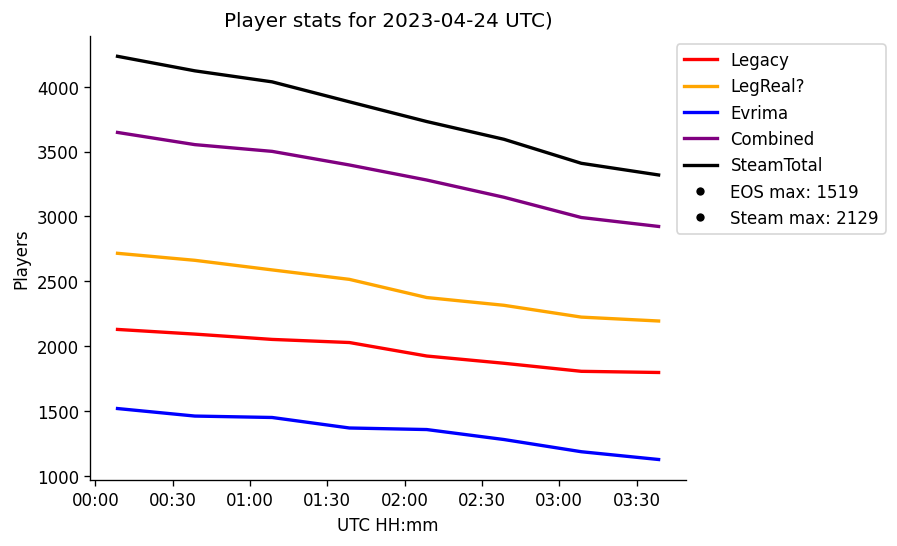 Player stats for 2023-04-24 UTC)
Legacy
LegReal?
Evrima
Combined
SteamTotal
EOS max: 1519
Steam max: 2129
Players
4000
3500
3000
2500
2000
1500
1000
00:00 00:30 01:00 01:30 02:00 02:30 03:00 03:30
UTC HH:mm